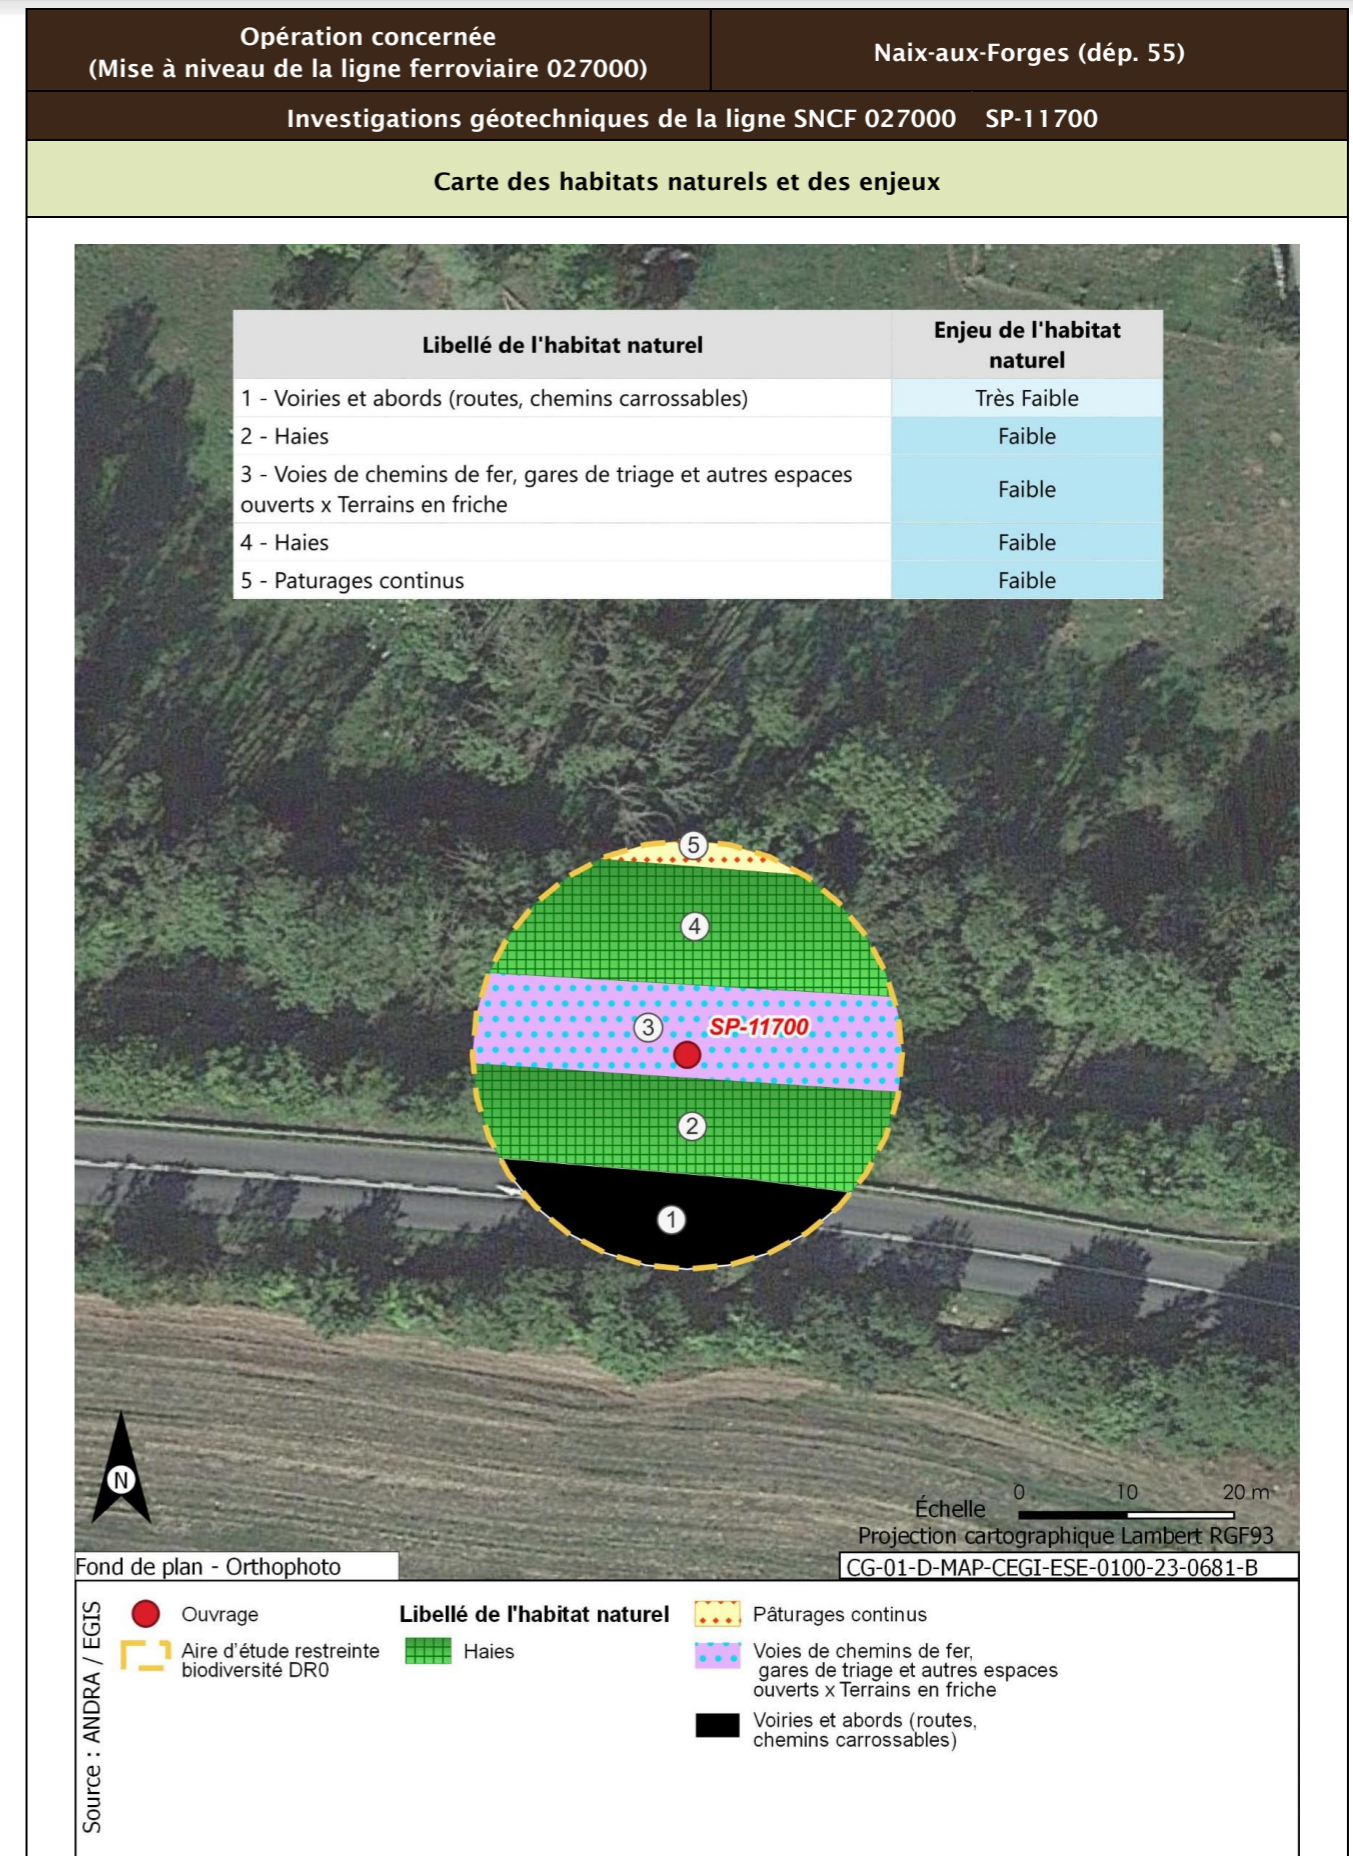 Opération concernée
(Mise à niveau de la ligne ferroviaire 027000)
Naix-aux-Forges (dép. 55)
Investigations géotechniques de la ligne SNCF 027000 SP-11700
Carte des habitats naturels et des enjeux
Libellé de l'habitat naturel
Enjeu de l'habitat
naturel
1 - Voiries et abords (routes, chemins carrossables)
Très Faible
2 - Haies
Faible
3 - Voies de chemins de fer, gares de triage et autres espaces
ouverts x Terrains en friche
Faible
4 - Haies
Faible
5 - Paturages continus
Faible
5
4
3
SP-11700
2
1
N
0 10 20 m
Échelle
Projection cartographique Lambert RGF93
Fond de plan - Orthophoto
CG-01-D-MAP-CEGI-ESE-0100-23-0681-B
Source : ANDRA / EGIS
Ouvrage
Aire d'étude restreinte
biodiversité DR0
Libellé de l'habitat naturel
Haies
Pâturages continus
Voies de chemins de fer,
gares de triage et autres espaces
ouverts x Terrains en friche
Voiries et abords (routes,
chemins carrossables)